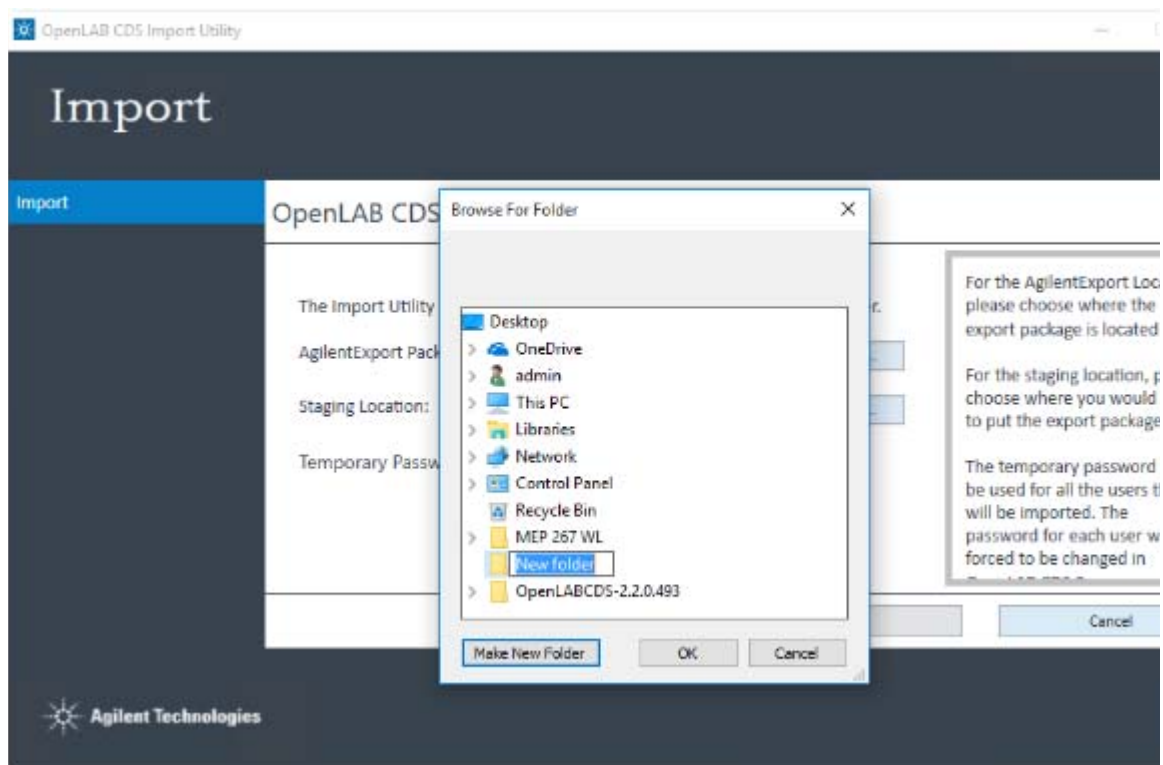 OpenLAB CDS Import Utility
Import
Import
OpenLAB CDS
The Import Utility
r.
AgilentExport Pack
Staging Location:
Temporary Passw
Browse For Folder
Desktop
OneDrive
admin
This PC
Libraries
Network
Control Panel
Recycle Bin
MEP 267 WL
New folder
OpenLABCDS-2.2.0.493
Make New Folder
OK
Cancel
For the AgilentExport Loc
please choose where the
export package is located
For the staging location, p
choose where you would
to put the export package
The temporary password
be used for all the users t
will be imported. The
password for each user w
forced to be changed in
Cancel
Agilent Technologies